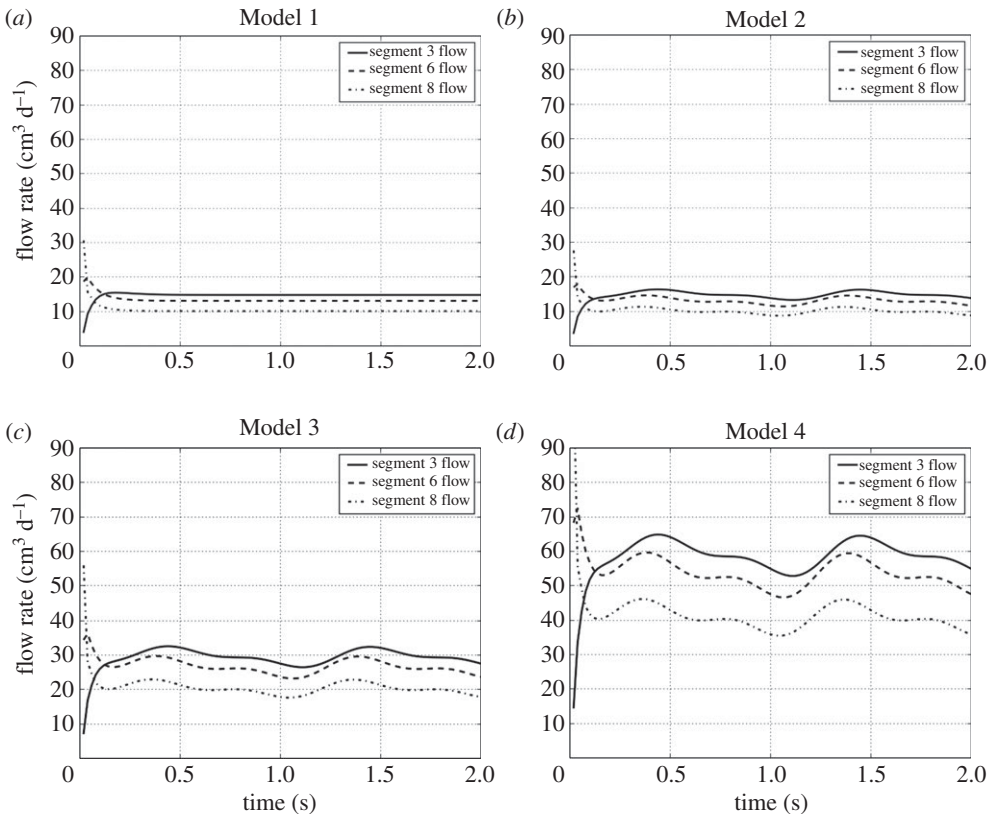 (a) Model 1
90
80
70
60
50
40
30
20
10
0
flow rate (cm³ d⁻¹)
segment 3 flow
segment 6 flow
segment 8 flow
0.5 1.0 1.5 2.0
(b) Model 2
90
80
70
60
50
40
30
20
10
0
segment 3 flow
segment 6 flow
segment 8 flow
0.5 1.0 1.5 2.0
(c) Model 3
90
80
70
60
50
40
30
20
10
0
flow rate (cm³ d⁻¹)
segment 3 flow
segment 6 flow
segment 8 flow
0.5 1.0 1.5 2.0
time (s)
(d) Model 4
90
80
70
60
50
40
30
20
10
0
segment 3 flow
segment 6 flow
segment 8 flow
0.5 1.0 1.5 2.0
time (s)